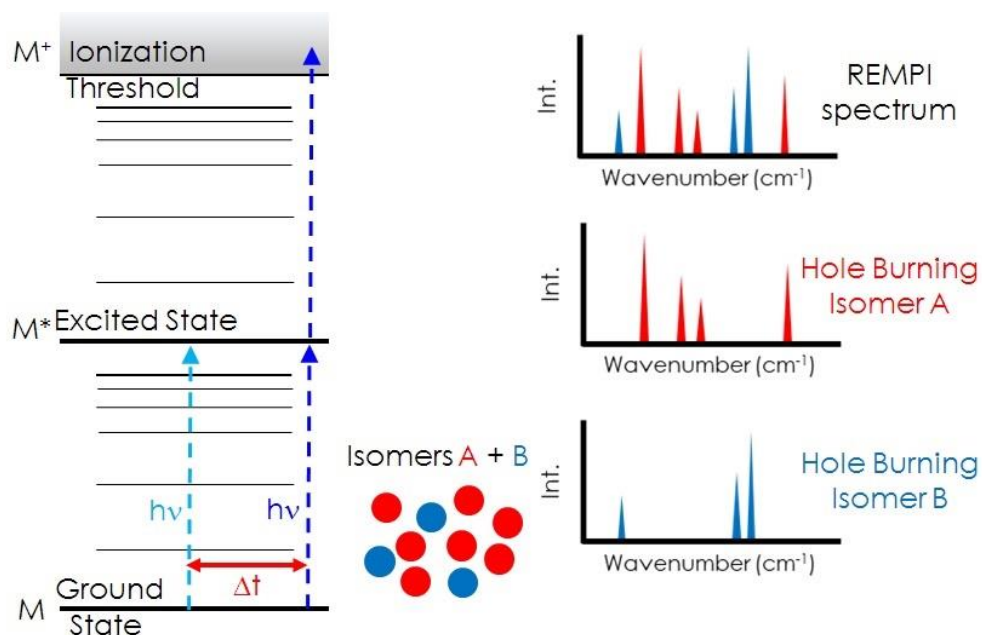 M⁺ Ionization
Threshold
M* Excited State
hν
hν
Δt
M Ground
State
Isomers A + B
Int.
REMPI
spectrum
Wavenumber (cm⁻¹)
Int.
Hole Burning
Isomer A
Wavenumber (cm⁻¹)
Int.
Hole Burning
Isomer B
Wavenumber (cm⁻¹)